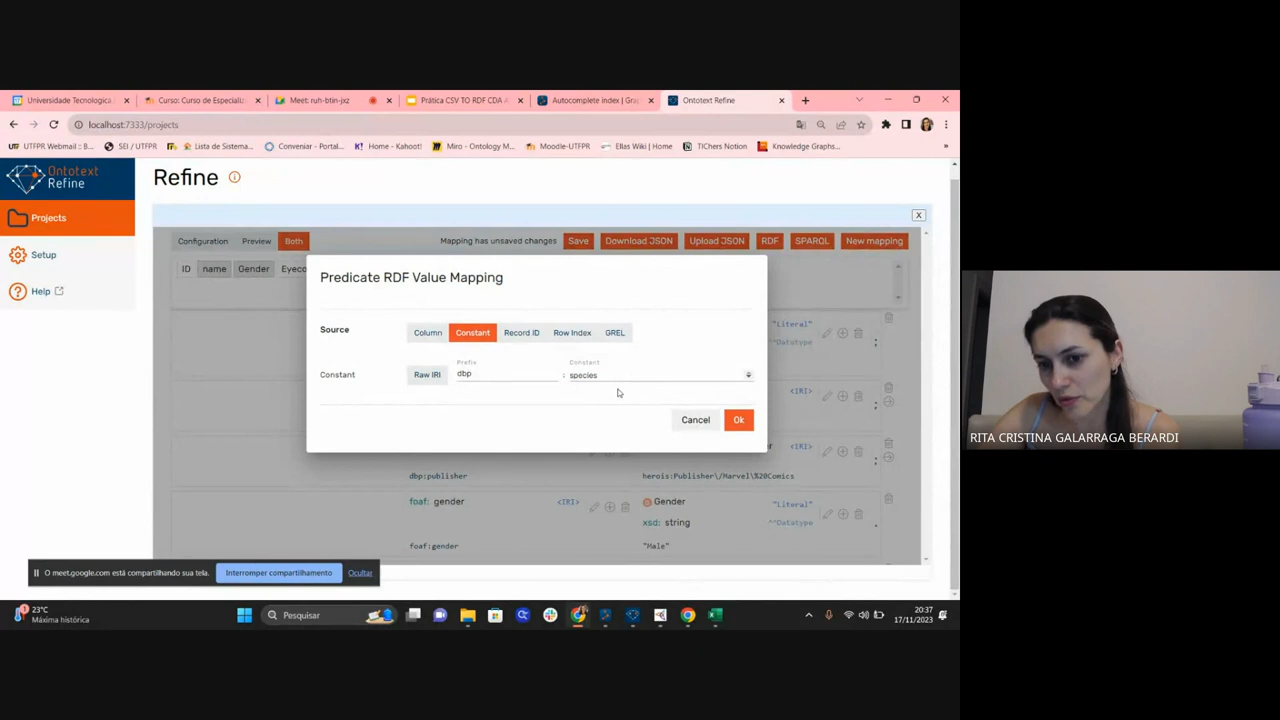 Universidade Tecnologica
Curso: Curso de Especializ
Meet: ruh-btin-jxz
Prática CSV TO RDF CDA
Autocomplete index | Grap
Ontotext Refine
localhost:7333/projects
UTFPR Webmail :: B...
SEI / UTFPR
Lista de Sistema...
Conveniar - Portal...
Home - Kahoot!
Miro - Ontology M...
Moodle-UTFPR
Ellas Wiki | Home
TIChers Notion
Knowledge Graphs...
»
Ontotext
Refine
Projects
Setup
Help
Refine
X
Configuration
Preview
Both
Mapping has unsaved changes
Save
Download JSON
Upload JSON
RDF
SPARQL
New mapping
ID
name
Gender
Eyeco
Predicate RDF Value Mapping
Source
Column
Constant
Record ID
Row Index
GREL
Prefix
Constant
Constant
Raw IRI
dbp
:
species
Cancel
Ok
"Literal"
^^Datatype
;
<IRI>
;
<IRI>
;
dbp:publisher
herois:Publisher\/Marvel\%20Comics
foaf: gender
<IRI>
Gender
"Literal"
xsd: string
^^Datatype
.
foaf:gender
"Male"
O meet.google.com está compartilhando sua tela.
Interromper compartilhamento
Ocultar
1
23°C
Máxima histórica
Pesquisar
20:37
17/11/2023
RITA CRISTINA GALARRAGA BERARDI